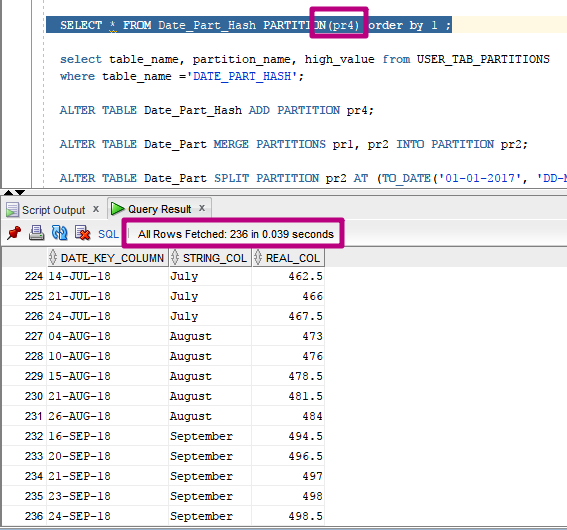 SELECT * FROM Date_Part_Hash PARTITION(pr4) order by 1 ;
select table_name, partition_name, high_value from USER_TAB_PARTITIONS
where table_name ='DATE_PART_HASH';
ALTER TABLE Date_Part_Hash ADD PARTITION pr4;
ALTER TABLE Date_Part MERGE PARTITIONS pr1, pr2 INTO PARTITION pr2;
ALTER TABLE Date_Part SPLIT PARTITION pr2 AT (TO_DATE('01-01-2017', 'DD-M
Script Output x Query Result x
SQL All Rows Fetched: 236 in 0.039 seconds
DATE_KEY_COLUMN STRING_COL REAL_COL
224 14-JUL-18 July 462.5
225 21-JUL-18 July 466
226 24-JUL-18 July 467.5
227 04-AUG-18 August 473
228 10-AUG-18 August 476
229 15-AUG-18 August 478.5
230 21-AUG-18 August 481.5
231 26-AUG-18 August 484
232 16-SEP-18 September 494.5
233 20-SEP-18 September 496.5
234 21-SEP-18 September 497
235 23-SEP-18 September 498
236 24-SEP-18 September 498.5